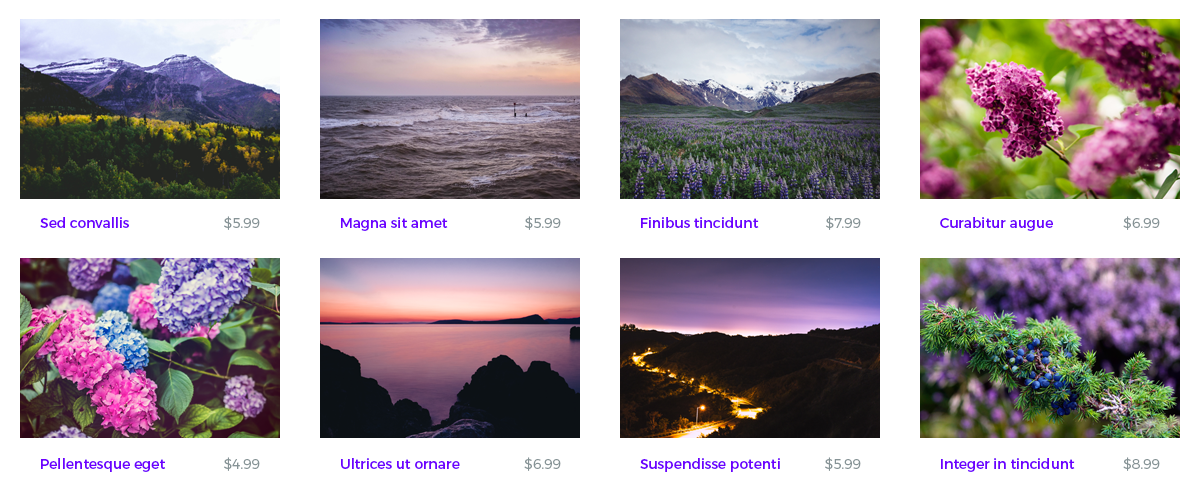 Sed convallis $5.99
Magna sit amet $5.99
Finibus tincidunt $7.99
Curabitur augue $6.99
Pellentesque eget $4.99
Ultrices ut ornare $6.99
Suspendisse potenti $5.99
Integer in tincidunt $8.99